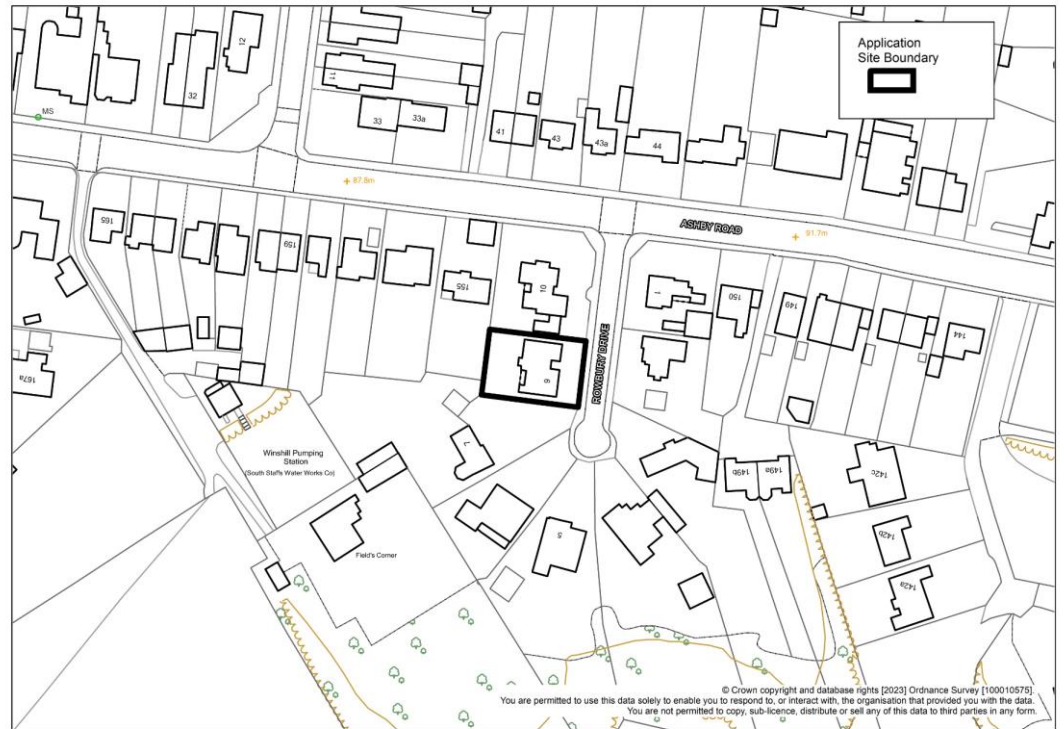 Application
Site Boundary
12
32
MS
11
33
33a
41
43
43a
44
87.8m
ASHBY ROAD
91.7m
165
159
155
10
1
150
149
144
ROWBURY DRIVE
9
167a
7
149b
149a
142c
Winshill Pumping
Station
(South Staffs Water Works Co)
5
142b
Field's Corner
142a
© Crown copyright and database rights [2023] Ordnance Survey [100010575].
You are permitted to use this data solely to enable you to respond to, or interact with, the organisation that provided you with the data.
You are not permitted to copy, sub-licence, distribute or sell any of this data to third parties in any form.